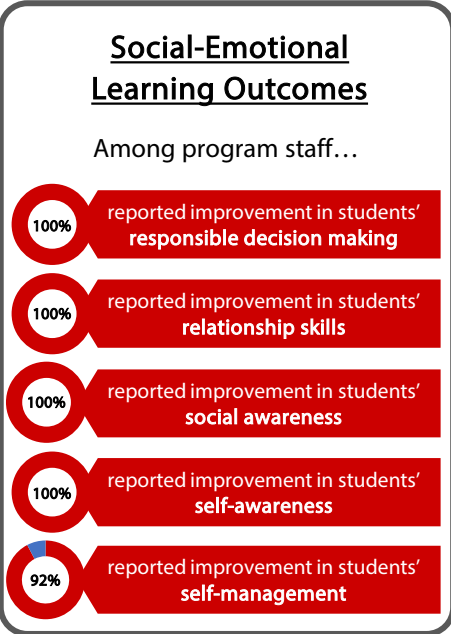 Social-Emotional
Learning Outcomes
Among program staff…
100%
reported improvement in students’
responsible decision making
100%
reported improvement in students’
relationship skills
100%
reported improvement in students’
social awareness
100%
reported improvement in students’
self-awareness
92%
reported improvement in students’
self-management